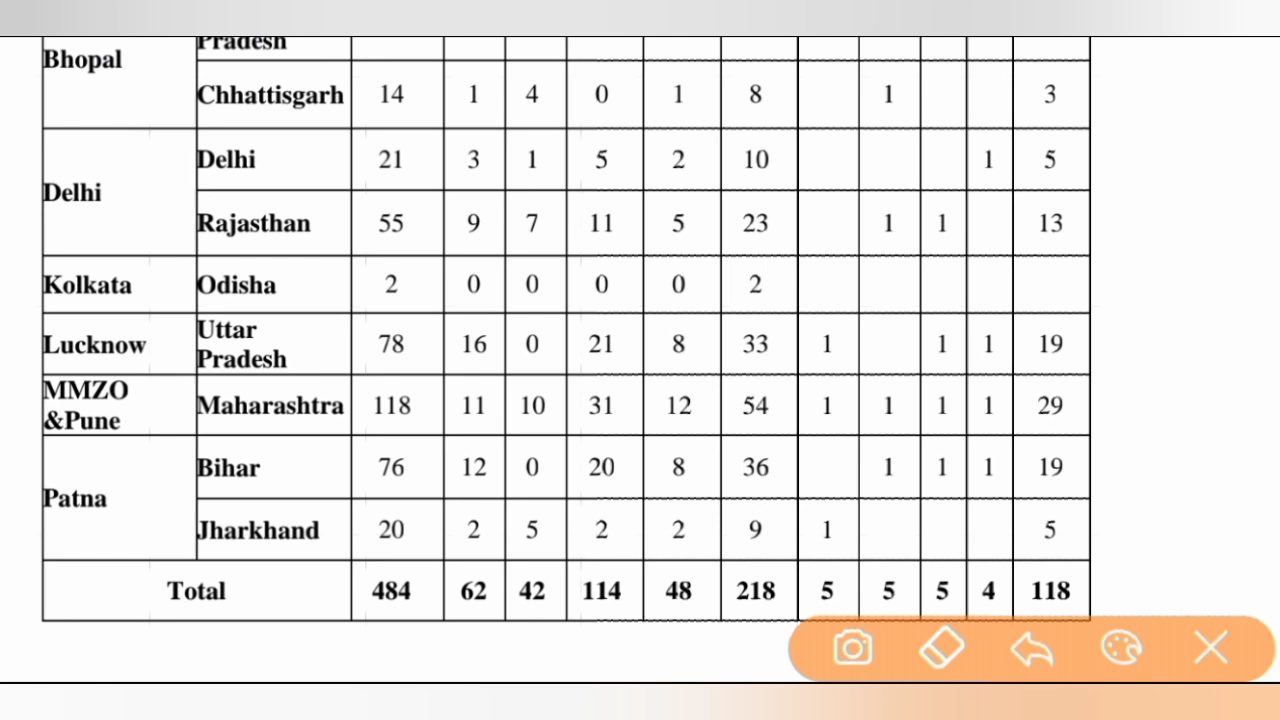 Pradesh
Bhopal
Chhattisgarh 14 1 4 0 1 8 1 3
Delhi
Delhi 21 3 1 5 2 10 1 5
Rajasthan 55 9 7 11 5 23 1 1 13
Kolkata Odisha 2 0 0 0 0 2
Lucknow Uttar Pradesh 78 16 0 21 8 33 1 1 1 19
MMZO &Pune Maharashtra 118 11 10 31 12 54 1 1 1 1 29
Patna
Bihar 76 12 0 20 8 36 1 1 1 19
Jharkhand 20 2 5 2 2 9 1 5
Total 484 62 42 114 48 218 5 5 5 4 118